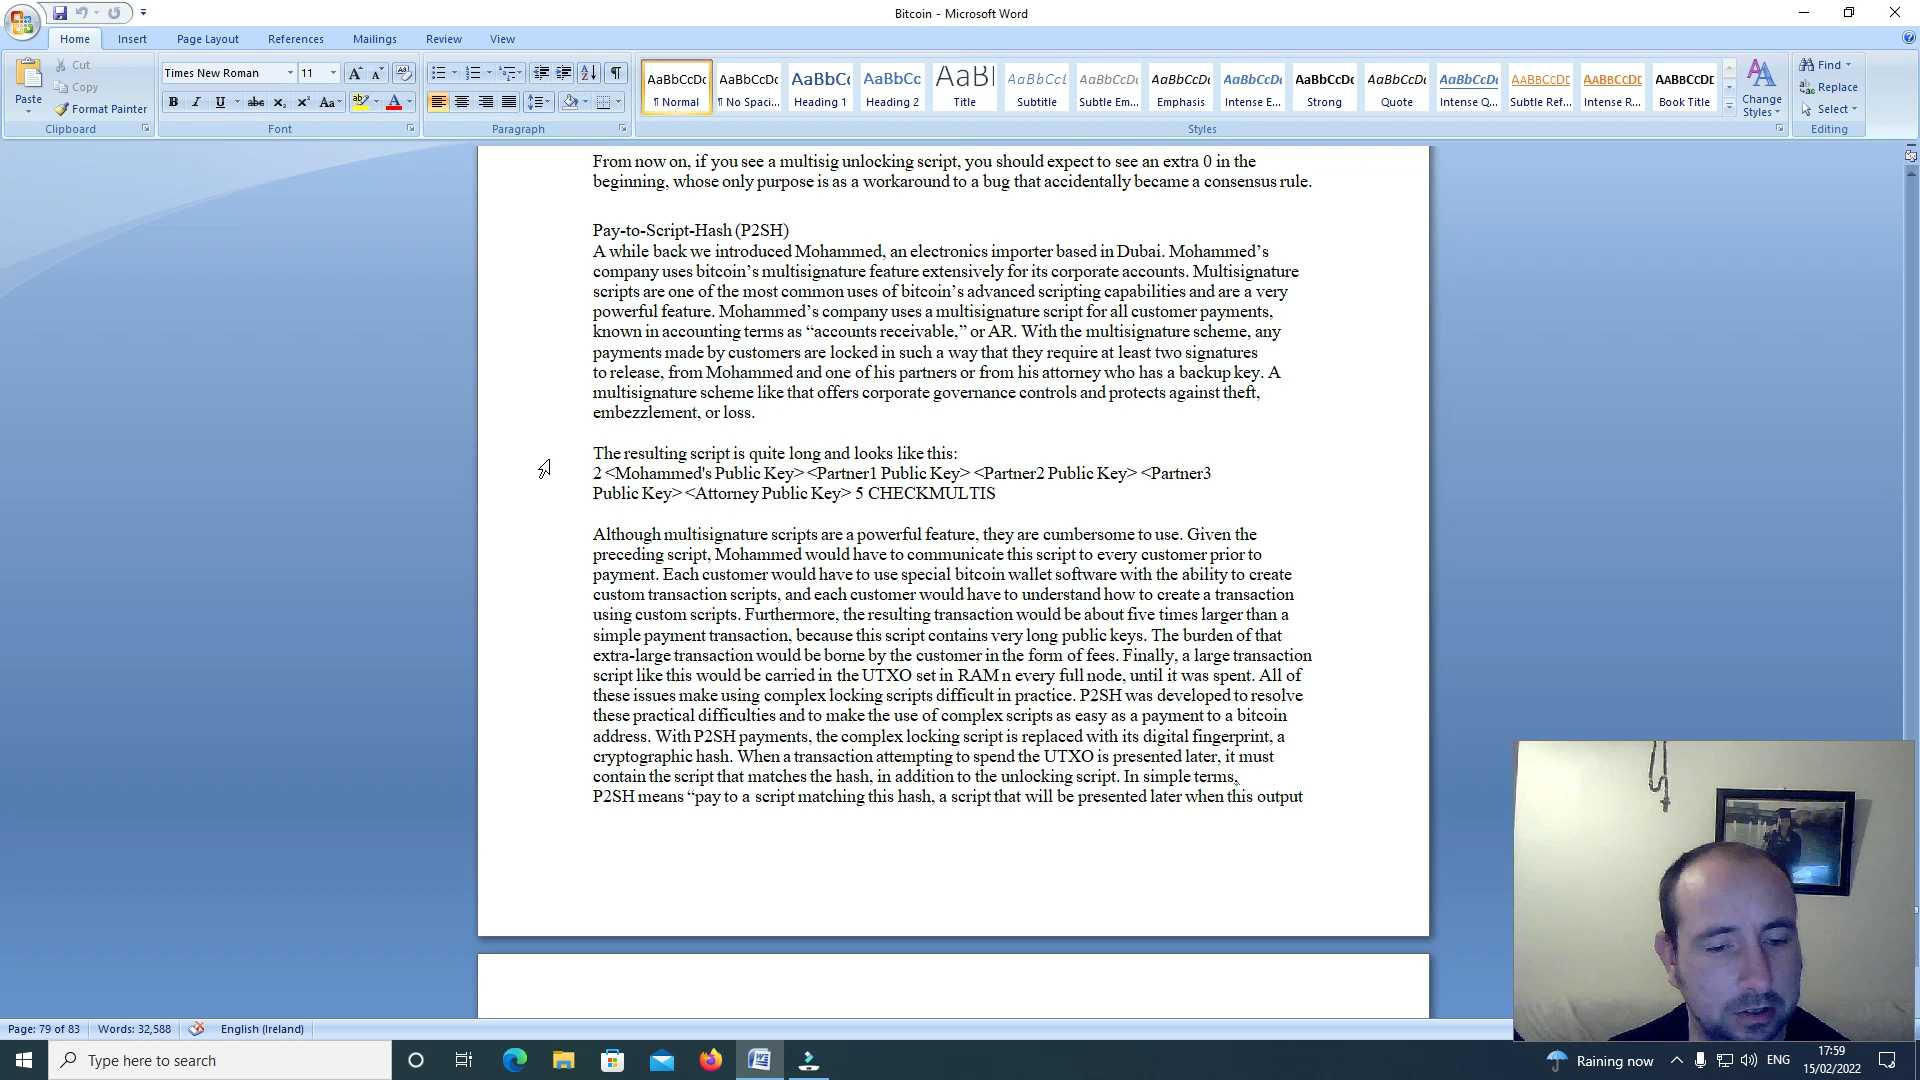 Bitcoin - Microsoft Word
Home Insert Page Layout References Mailings Review View
Paste Cut Copy Format Painter Clipboard
Times New Roman 11 Font
Paragraph
AaBbCcDc ¶ Normal
AaBbCcDc ¶ No Spaci...
AaBbCc Heading 1
AaBbCc Heading 2
AaB Title
AaBbCcL Subtitle
AaBbCcDc Subtle Em...
AaBbCcDc Emphasis
AaBbCcDc Intense E...
AaBbCcDc Strong
AaBbCcDc Quote
AaBbCcDc Intense Q...
AABBCCDE Subtle Ref...
AABBCCDE Intense R...
AABBCCDE Book Title
Change Styles
Styles
Find Replace Select Editing
From now on, if you see a multisig unlocking script, you should expect to see an extra 0 in the
beginning, whose only purpose is as a workaround to a bug that accidentally became a consensus rule.
Pay-to-Script-Hash (P2SH)
A while back we introduced Mohammed, an electronics importer based in Dubai. Mohammed’s
company uses bitcoin’s multisignature feature extensively for its corporate accounts. Multisignature
scripts are one of the most common uses of bitcoin’s advanced scripting capabilities and are a very
powerful feature. Mohammed’s company uses a multisignature script for all customer payments,
known in accounting terms as “accounts receivable,” or AR. With the multisignature scheme, any
payments made by customers are locked in such a way that they require at least two signatures
to release, from Mohammed and one of his partners or from his attorney who has a backup key. A
multisignature scheme like that offers corporate governance controls and protects against theft,
embezzlement, or loss.
The resulting script is quite long and looks like this:
2 <Mohammed's Public Key> <Partner1 Public Key> <Partner2 Public Key> <Partner3
Public Key> <Attorney Public Key> 5 CHECKMULTIS
Although multisignature scripts are a powerful feature, they are cumbersome to use. Given the
preceding script, Mohammed would have to communicate this script to every customer prior to
payment. Each customer would have to use special bitcoin wallet software with the ability to create
custom transaction scripts, and each customer would have to understand how to create a transaction
using custom scripts. Furthermore, the resulting transaction would be about five times larger than a
simple payment transaction, because this script contains very long public keys. The burden of that
extra-large transaction would be borne by the customer in the form of fees. Finally, a large transaction
script like this would be carried in the UTXO set in RAM n every full node, until it was spent. All of
these issues make using complex locking scripts difficult in practice. P2SH was developed to resolve
these practical difficulties and to make the use of complex scripts as easy as a payment to a bitcoin
address. With P2SH payments, the complex locking script is replaced with its digital fingerprint, a
cryptographic hash. When a transaction attempting to spend the UTXO is presented later, it must
contain the script that matches the hash, in addition to the unlocking script. In simple terms,
P2SH means “pay to a script matching this hash, a script that will be presented later when this output
Page: 79 of 83 Words: 32,588 English (Ireland)
Type here to search
Raining now ENG 17:59
15/02/2022